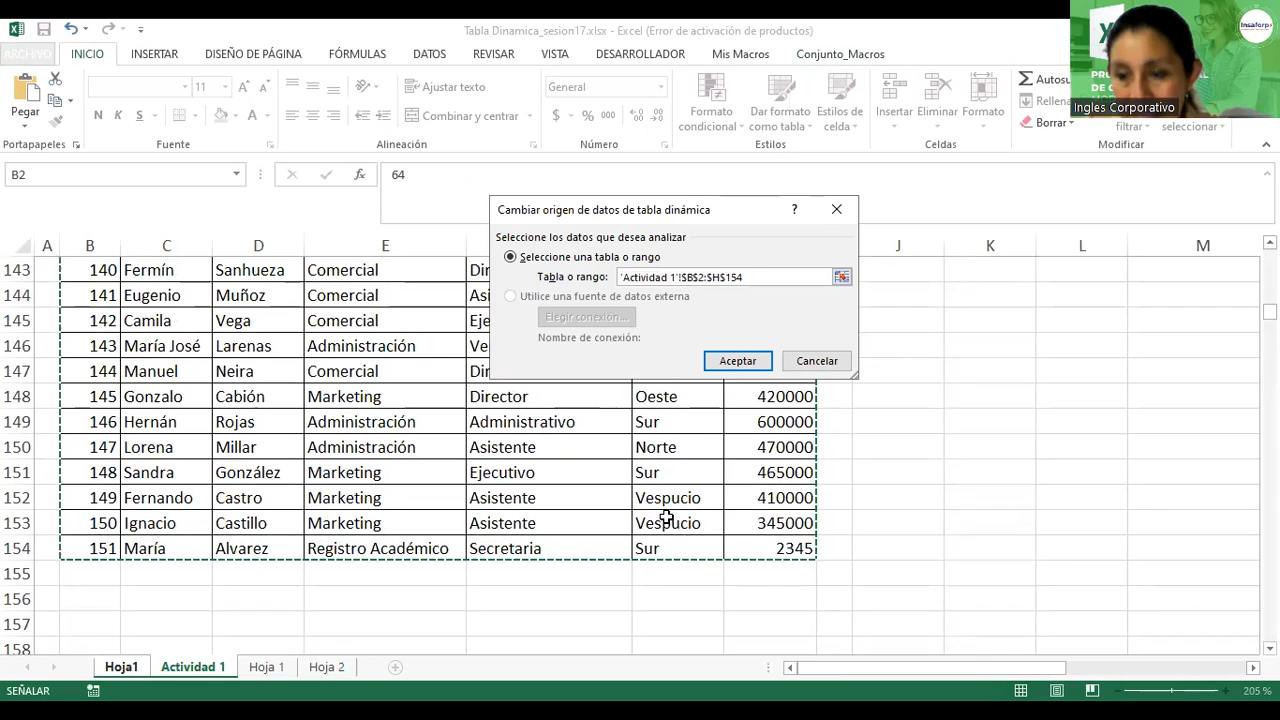 Tabla Dinamica_sesion17.xlsx - Excel (Error de activación de productos)
ARCHIVO INICIO INSERTAR DISEÑO DE PÁGINA FÓRMULAS DATOS REVISAR VISTA DESARROLLADOR Mis Macros Conjunto_Macros
Insaforp
Ingles Corporativo
Pegar
11
Ajustar texto
General
Autosu
N K S
Combinar y centrar
$ % 000
Formato condicional
Dar formato como tabla
Estilos de celda
Insertar
Eliminar
Formato
Rellena
Borrar
filtrar
seleccionar
Portapapeles Fuente Alineación Número Estilos Celdas Modificar
B2
64
Cambiar origen de datos de tabla dinámica ?
Seleccione los datos que desea analizar
Seleccione una tabla o rango
Tabla o rango: 'Actividad 1'!$B$2:$H$154
Utilice una fuente de datos externa
Elegir conexión...
Nombre de conexión:
Aceptar Cancelar
A B C D E J K L M
143 140 Fermín Sanhueza Comercial Dir
144 141 Eugenio Muñoz Comercial Asi
145 142 Camila Vega Comercial Eje
146 143 María José Larenas Administración Ve
147 144 Manuel Neira Comercial Dir
148 145 Gonzalo Cabión Marketing Director Oeste 420000
149 146 Hernán Rojas Administración Administrativo Sur 600000
150 147 Lorena Millar Administración Asistente Norte 470000
151 148 Sandra González Marketing Ejecutivo Sur 465000
152 149 Fernando Castro Marketing Asistente Vespucio 410000
153 150 Ignacio Castillo Marketing Asistente Vespucio 345000
154 151 María Alvarez Registro Académico Secretaria Sur 2345
155
156
157
158
Hoja1 Actividad 1 Hoja 1 Hoja 2
SEÑALAR
205 %